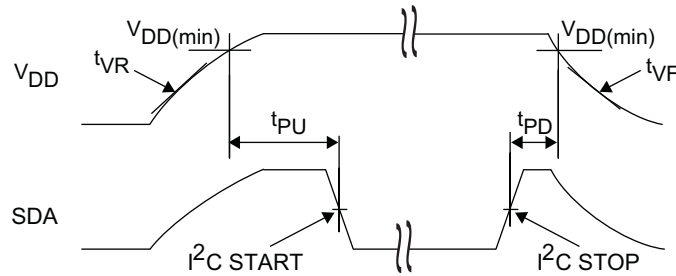 VDD(min) VDD(min)
tVR tVF
VDD
tPU tPD
SDA
I²C START I²C STOP